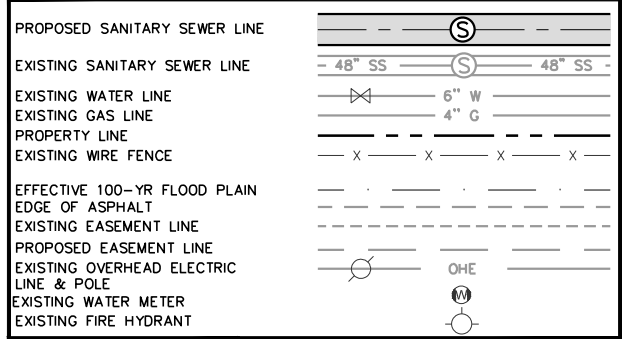 PROPOSED SANITARY SEWER LINE S
EXISTING SANITARY SEWER LINE 48" SS S 48" SS
EXISTING WATER LINE 6" W
EXISTING GAS LINE 4" G
PROPERTY LINE
EXISTING WIRE FENCE X X X X
EFFECTIVE 100-YR FLOOD PLAIN
EDGE OF ASPHALT
EXISTING EASEMENT LINE
PROPOSED EASEMENT LINE
EXISTING OVERHEAD ELECTRIC OHE
LINE & POLE
EXISTING WATER METER W
EXISTING FIRE HYDRANT